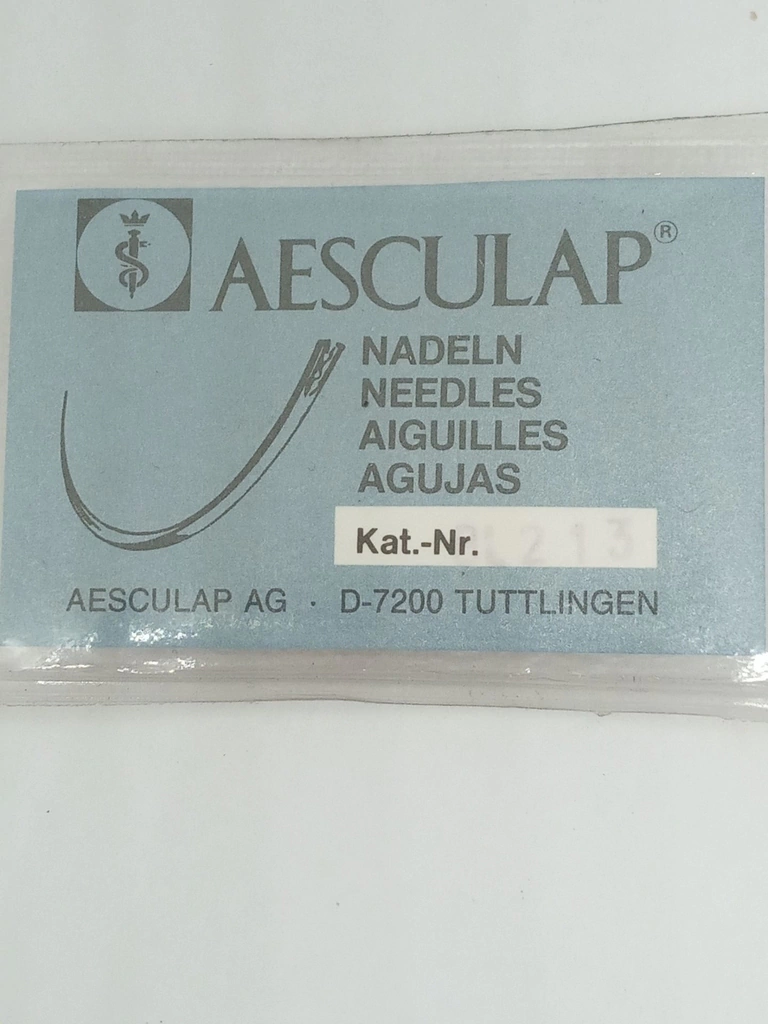 AESCULAP®
NADELN
NEEDLES
AIGUILLES
AGUJAS
Kat.-Nr.
AESCULAP AG · D-7200 TUTTLINGEN